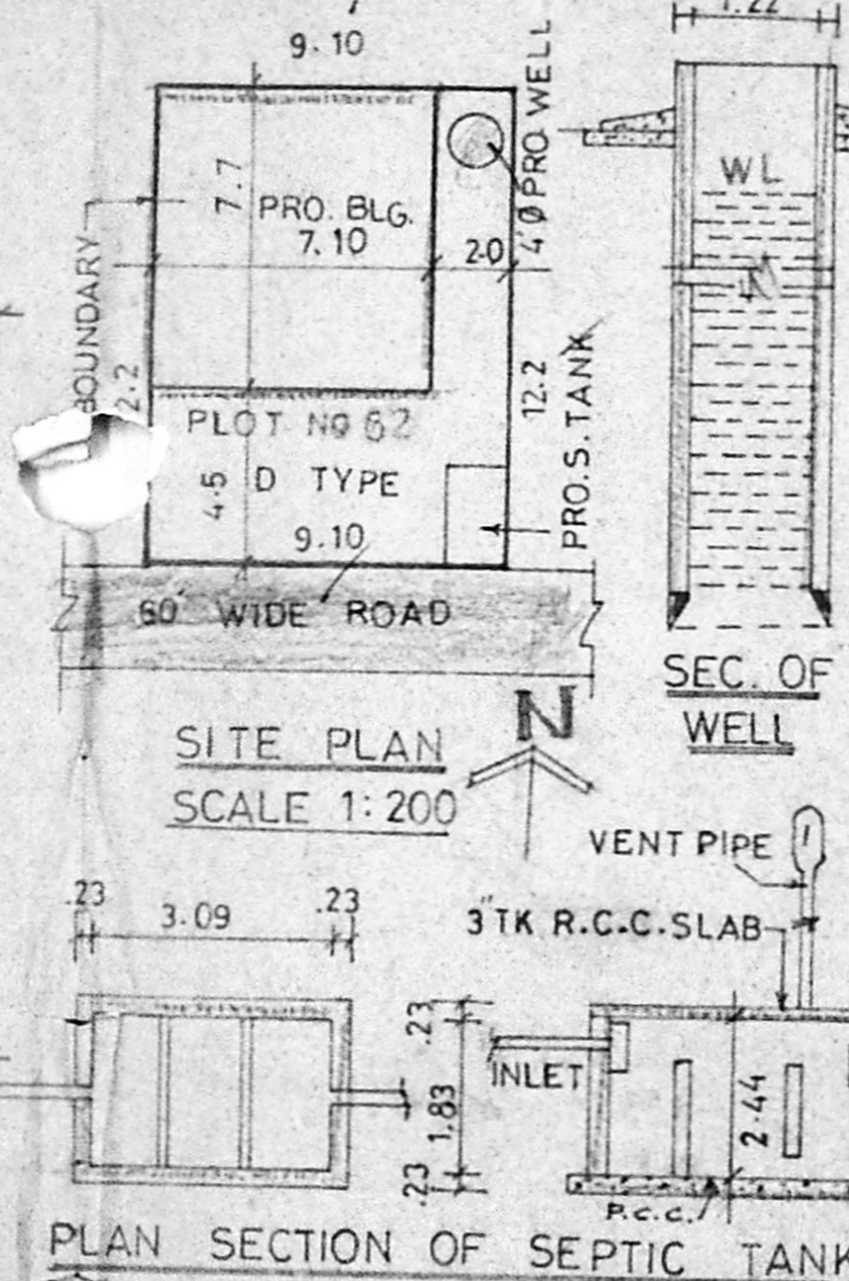 9.10
1.22
4'Ø PRO WELL
7.7
PRO. BLG.
7.10
2.0
WL
BOUNDARY
2.2
12.2
PRO. S. TANK
PLOT NO 62
4.5
D TYPE
9.10
60' WIDE ROAD
SEC. OF
WELL
N
SITE PLAN
SCALE 1:200
VENT PIPE
3" TK R.C.C. SLAB
.23
3.09
.23
.23
1.83
.23
INLET
2.44
P.C.C.
PLAN SECTION OF SEPTIC TANK